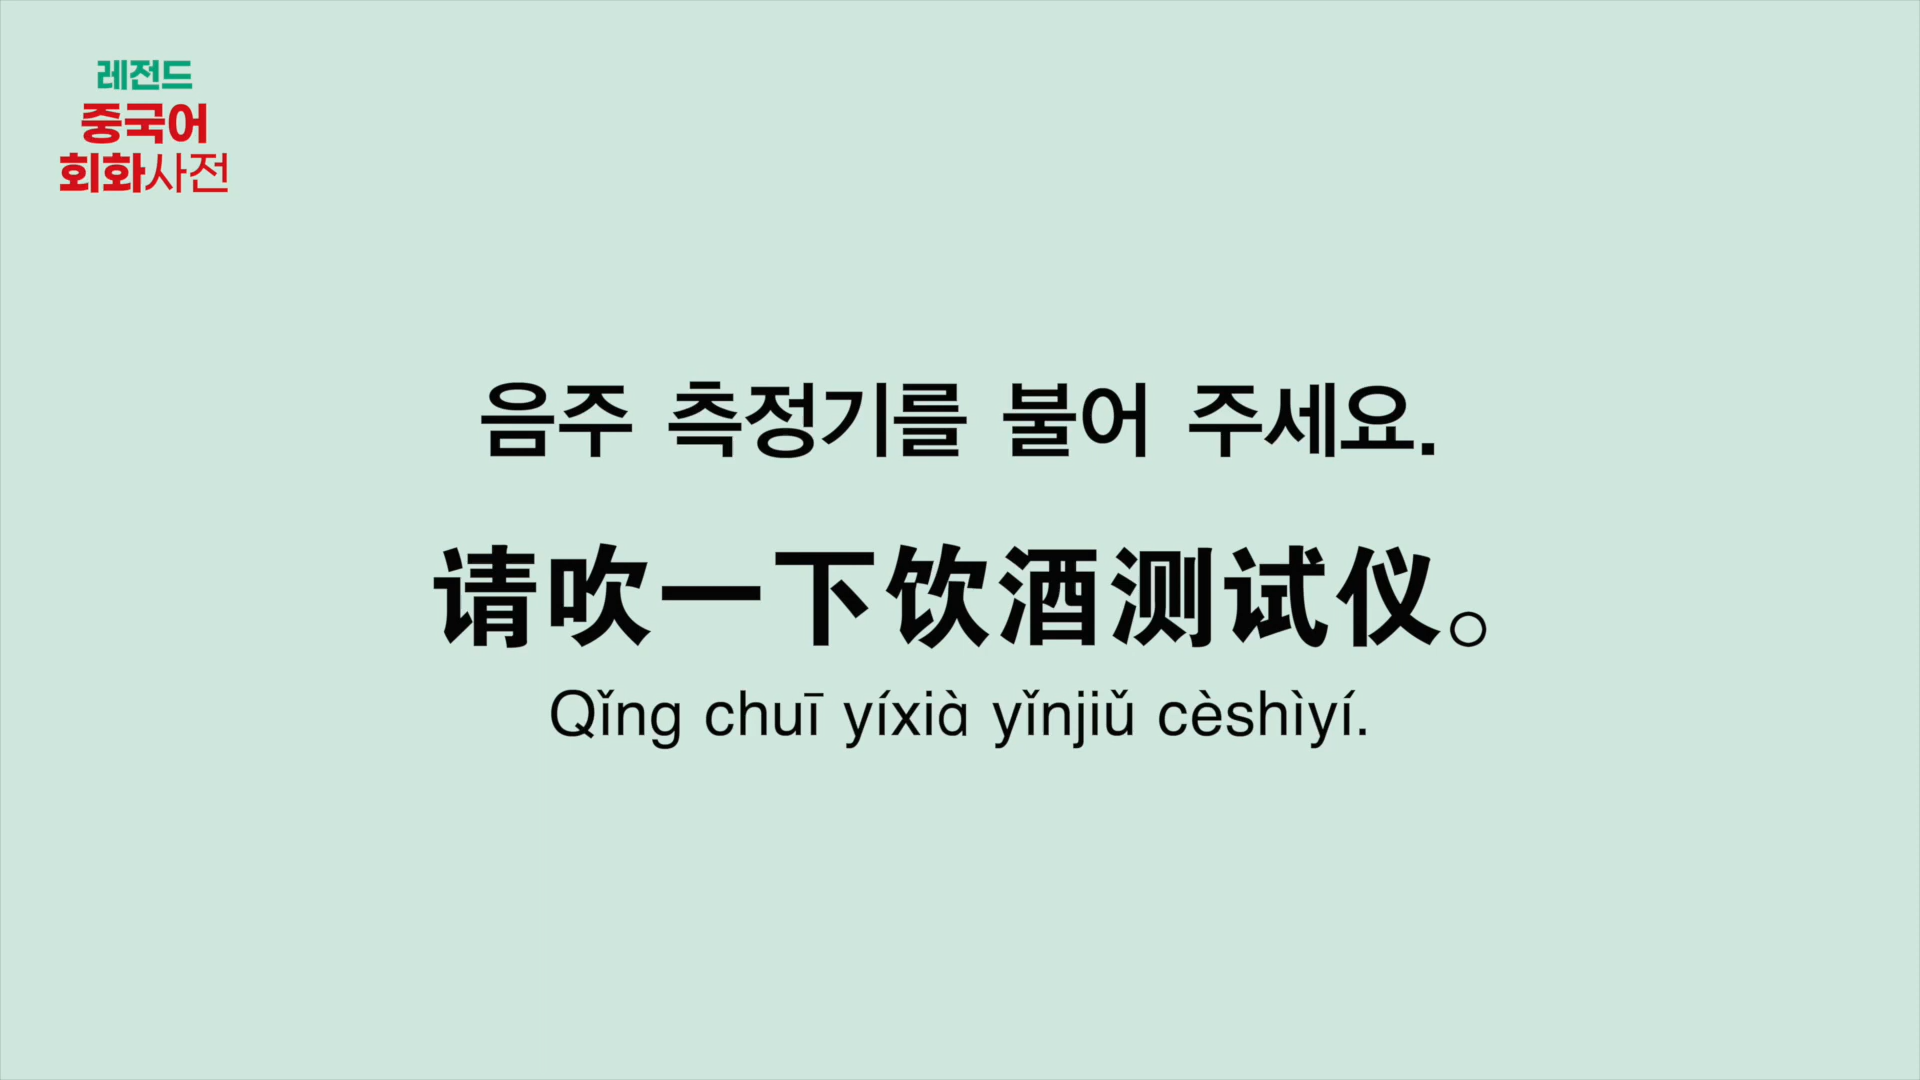 레전드
중국어
회화사전
음주 측정기를 불어 주세요.
请吹一下饮酒测试仪。
Qǐng chuī yíxià yǐnjiǔ cèshìyí.